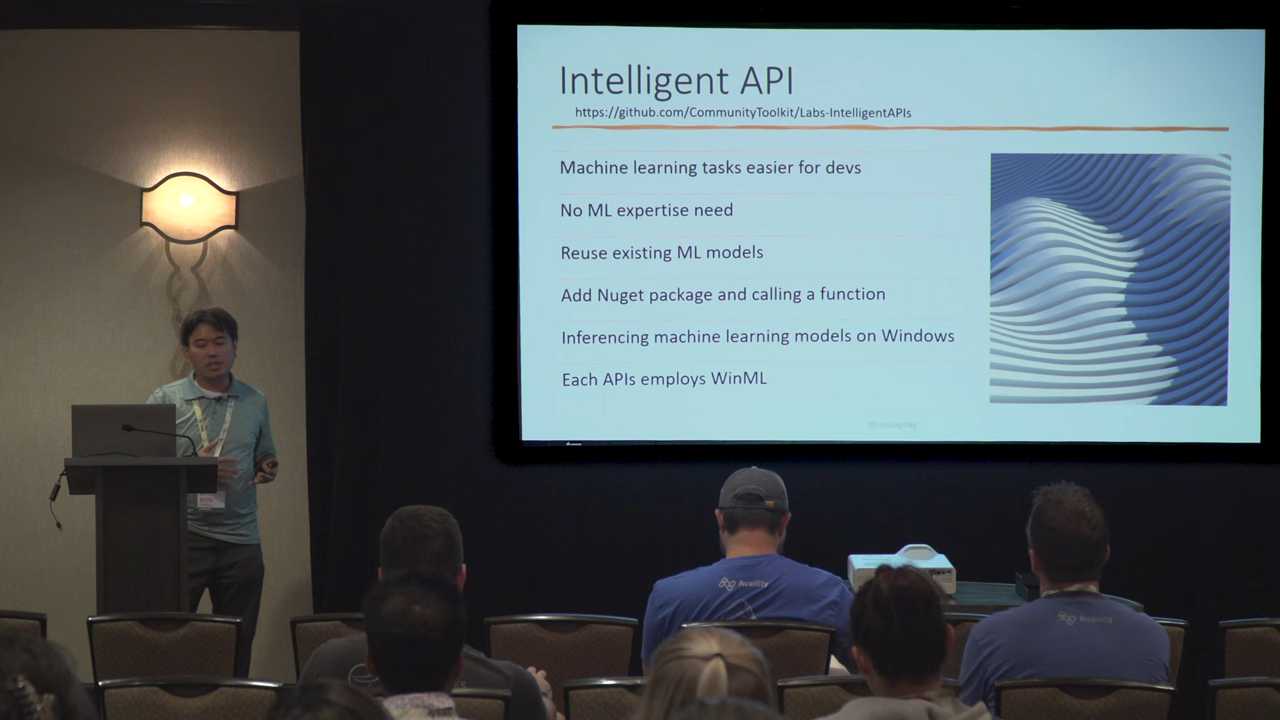 Intelligent API
https://github.com/CommunityToolkit/Labs-IntelligentAPIs
Machine learning tasks easier for devs
No ML expertise need
Reuse existing ML models
Add Nuget package and calling a function
Inferencing machine learning models on Windows
Each APIs employs WinML
Availity
Availity